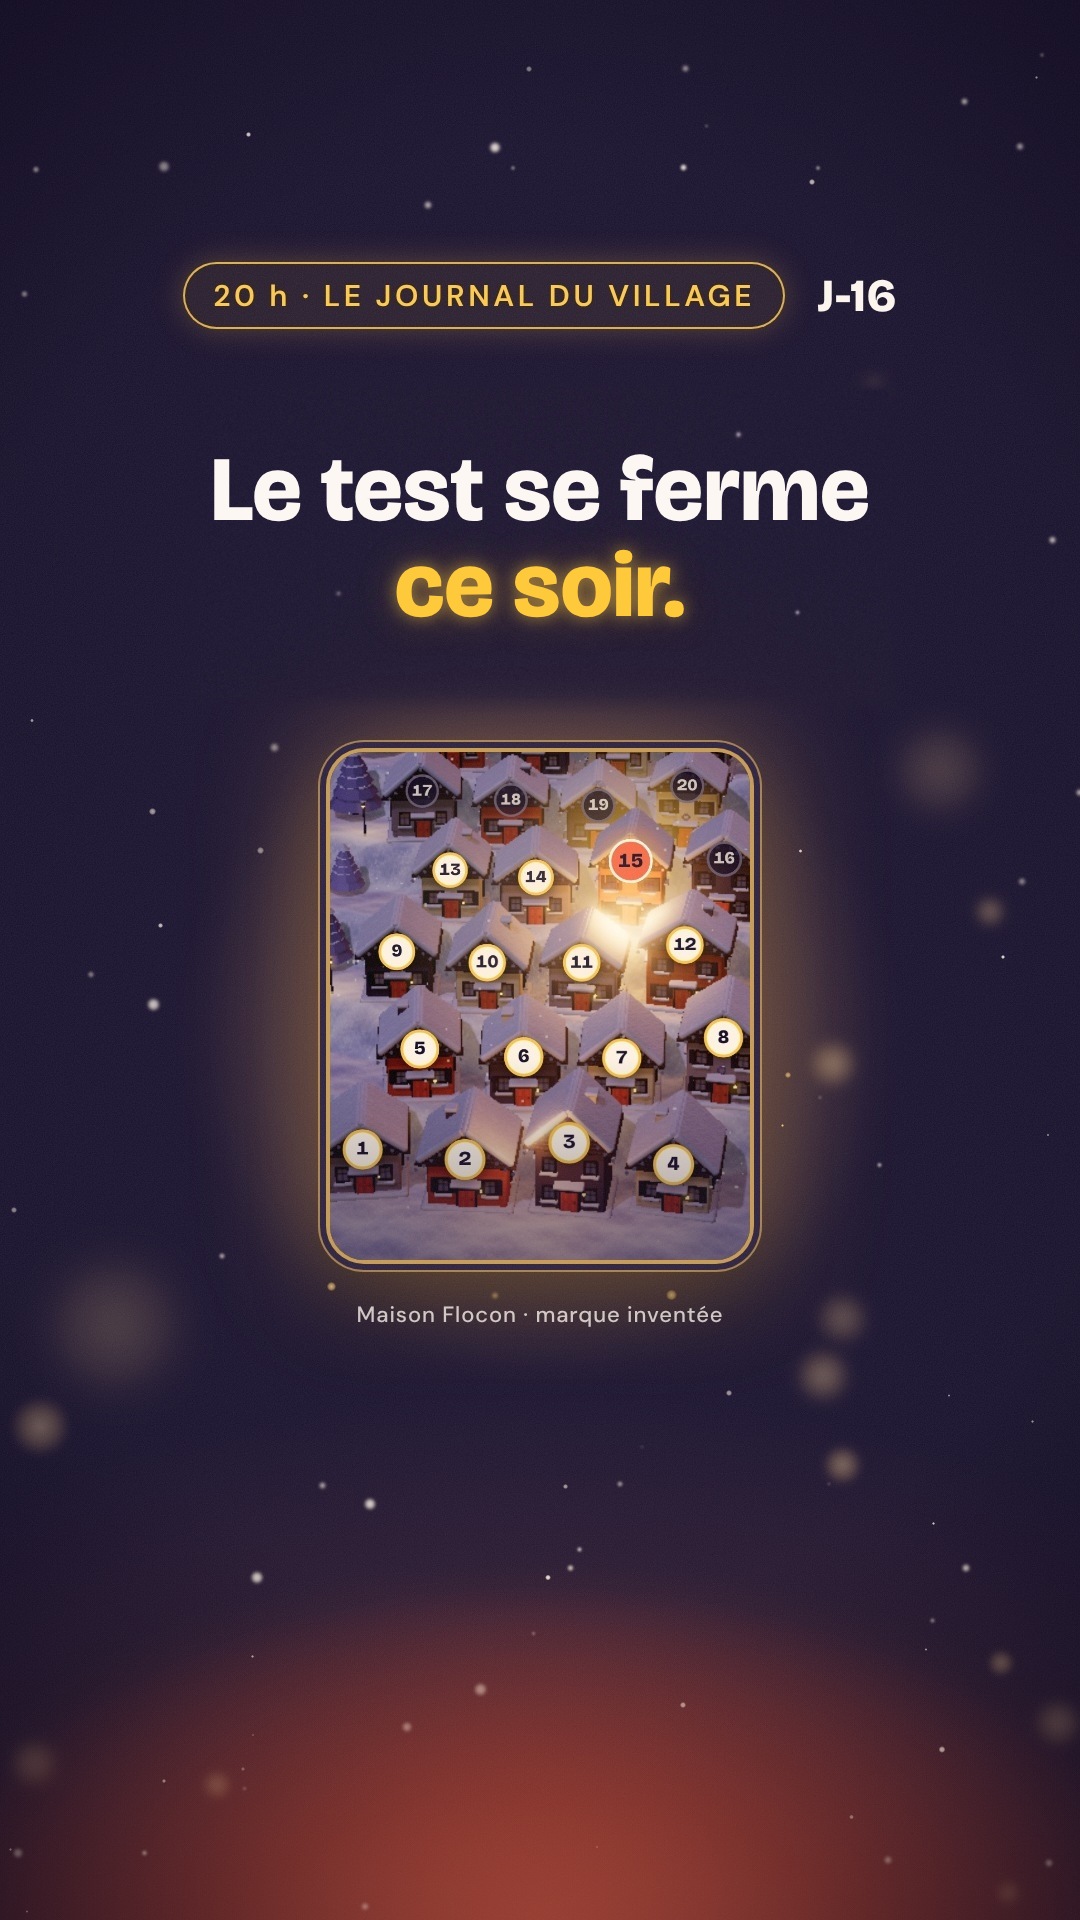 20 h · LE JOURNAL DU VILLAGE J-16
Le test se ferme
ce soir.
17 18 19 20
13 14 15 16
9 10 11 12
5 6 7 8
1 2 3 4
Maison Flocon · marque inventée